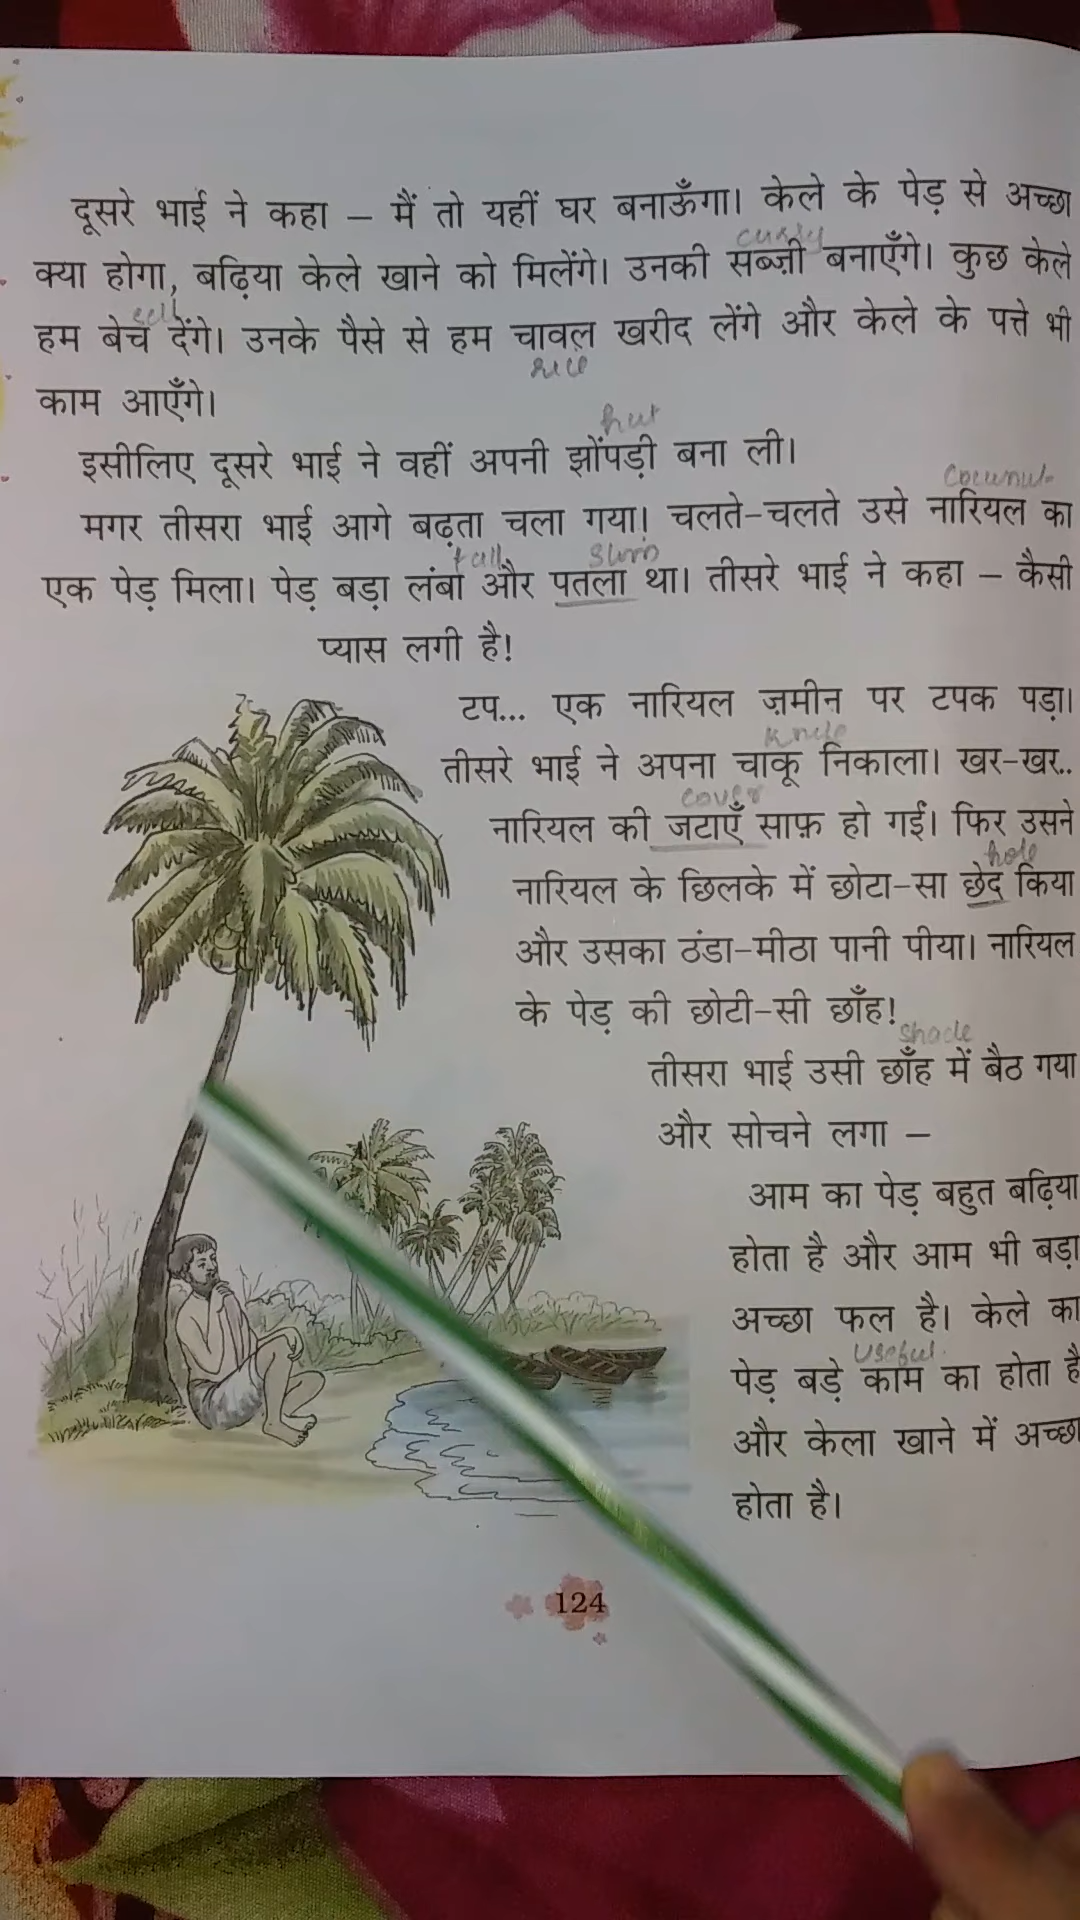 दूसरे भाई ने कहा – मैं तो यहीं घर बनाऊँगा। केले के पेड़ से अच्छा
curry
क्या होगा, बढ़िया केले खाने को मिलेंगे। उनकी सब्ज़ी बनाएँगे। कुछ केले
sell
हम बेच देंगे। उनके पैसे से हम चावल खरीद लेंगे और केले के पत्ते भी
rice
काम आएँगे।
hut
इसीलिए दूसरे भाई ने वहीं अपनी झोंपड़ी बना ली।
coconut
मगर तीसरा भाई आगे बढ़ता चला गया। चलते-चलते उसे नारियल का
tall slim
एक पेड़ मिला। पेड़ बड़ा लंबा और पतला था। तीसरे भाई ने कहा – कैसी
प्यास लगी है!
टप... एक नारियल ज़मीन पर टपक पड़ा।
knife
तीसरे भाई ने अपना चाकू निकाला। खर-खर..
cover
नारियल की जटाएँ साफ़ हो गईं। फिर उसने
hole
नारियल के छिलके में छोटा-सा छेद किया
और उसका ठंडा-मीठा पानी पीया। नारियल
के पेड़ की छोटी-सी छाँह!
shade
तीसरा भाई उसी छाँह में बैठ गया
और सोचने लगा –
आम का पेड़ बहुत बढ़िया
होता है और आम भी बड़ा
अच्छा फल है। केले का
useful
पेड़ बड़े काम का होता है
और केला खाने में अच्छा
होता है।
124